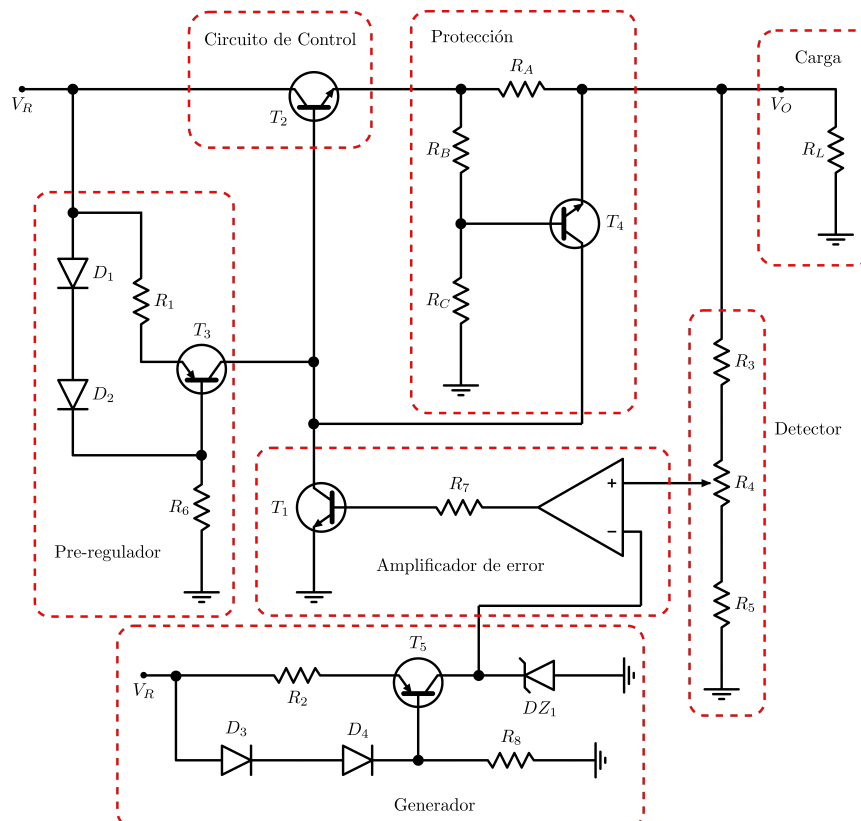 Circuito de Control
Protección
Carga
R_A
V_R
T_2
V_O
R_B
R_L
T_4
D_1
R_1
R_C
T_3
R_3
D_2
Detector
R_7
+
R_4
R_6
T_1
−
Pre-regulador
Amplificador de error
R_5
T_5
V_R
R_2
DZ_1
D_3
D_4
R_8
Generador